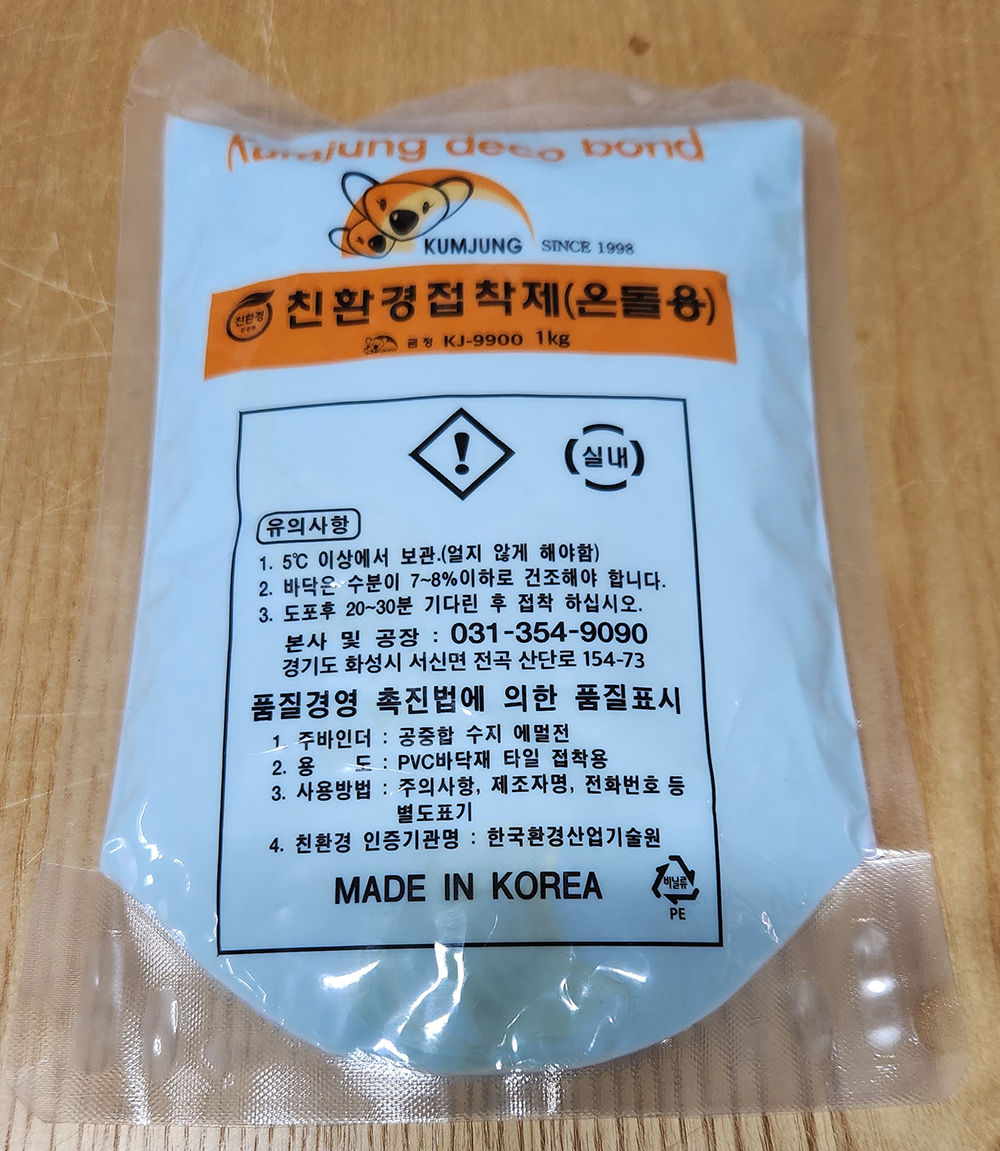 Kumjung deco bond
KUMJUNG SINCE 1998
친환경 친환경접착제(온돌용)
금정 KJ-9900 1kg
실내
유의사항
1. 5℃ 이상에서 보관.(얼지 않게 해야함)
2. 바닥은 수분이 7~8%이하로 건조해야 합니다.
3. 도포후 20~30분 기다린 후 접착 하십시오.
본사 및 공장 : 031-354-9090
경기도 화성시 서신면 전곡 산단로 154-73
품질경영 촉진법에 의한 품질표시
1. 주바인더 : 공중합 수지 에멀전
2. 용 도 : PVC바닥재 타일 접착용
3. 사용방법 : 주의사항, 제조자명, 전화번호 등
별도표기
4. 친환경 인증기관명 : 한국환경산업기술원
MADE IN KOREA
비닐류
PE